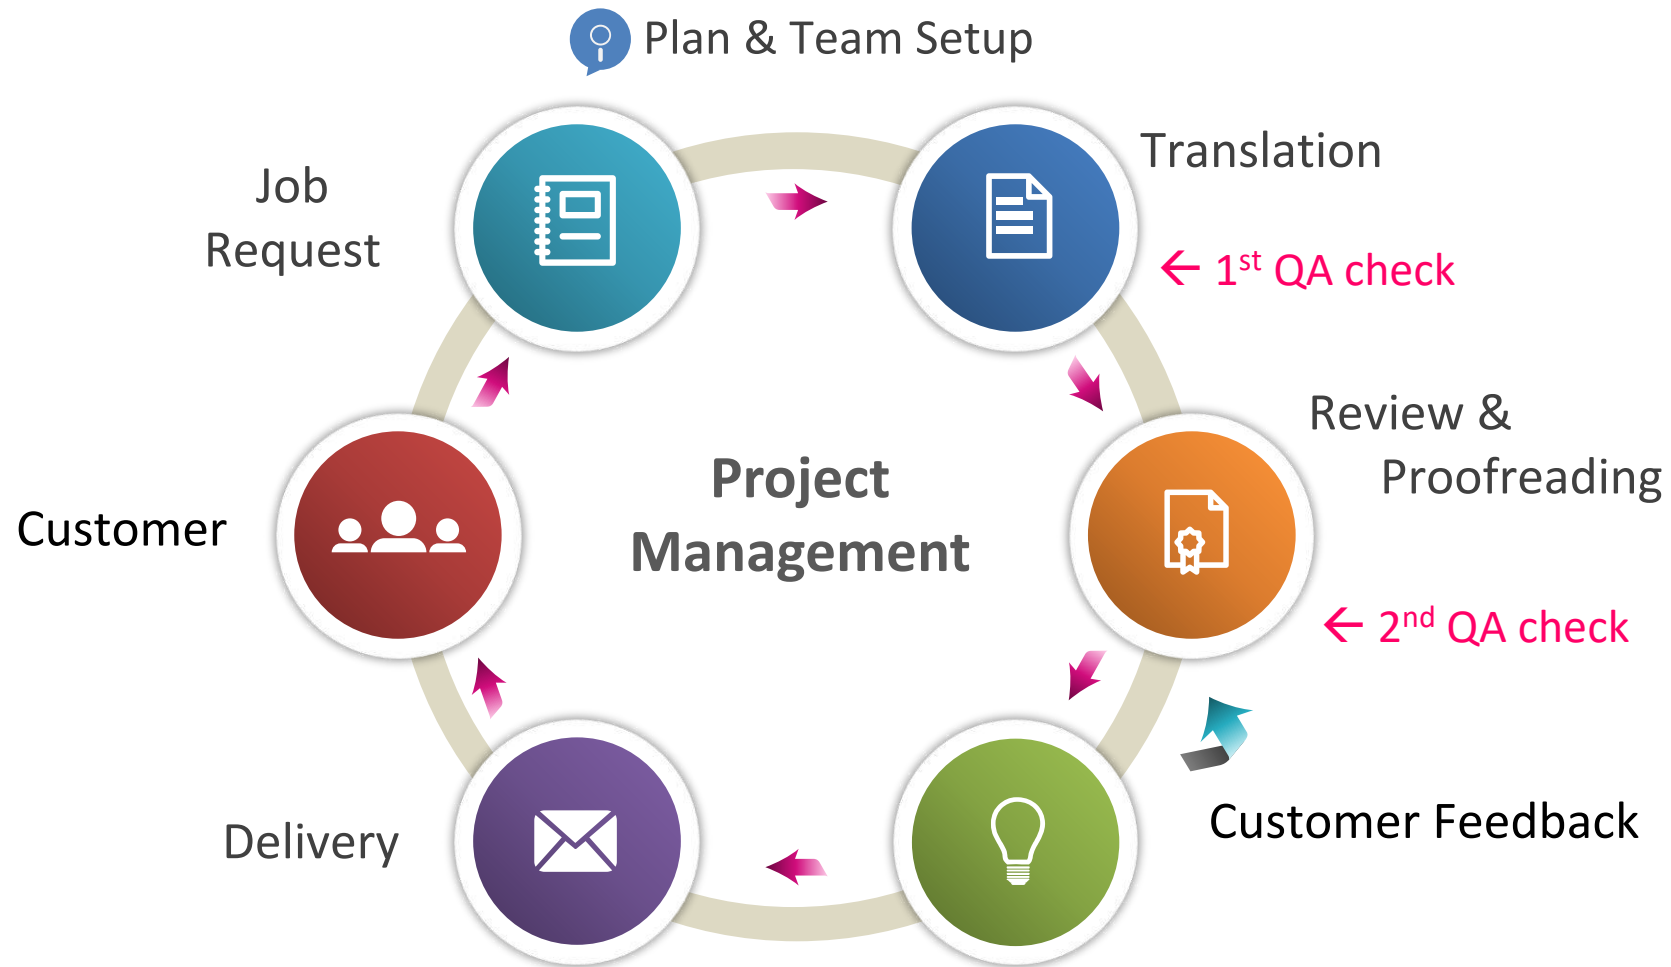 Plan & Team Setup
Translation
Job
Request
← 1st QA check
Review &
Proofreading
Project
Management
Customer
← 2nd QA check
Customer Feedback
Delivery